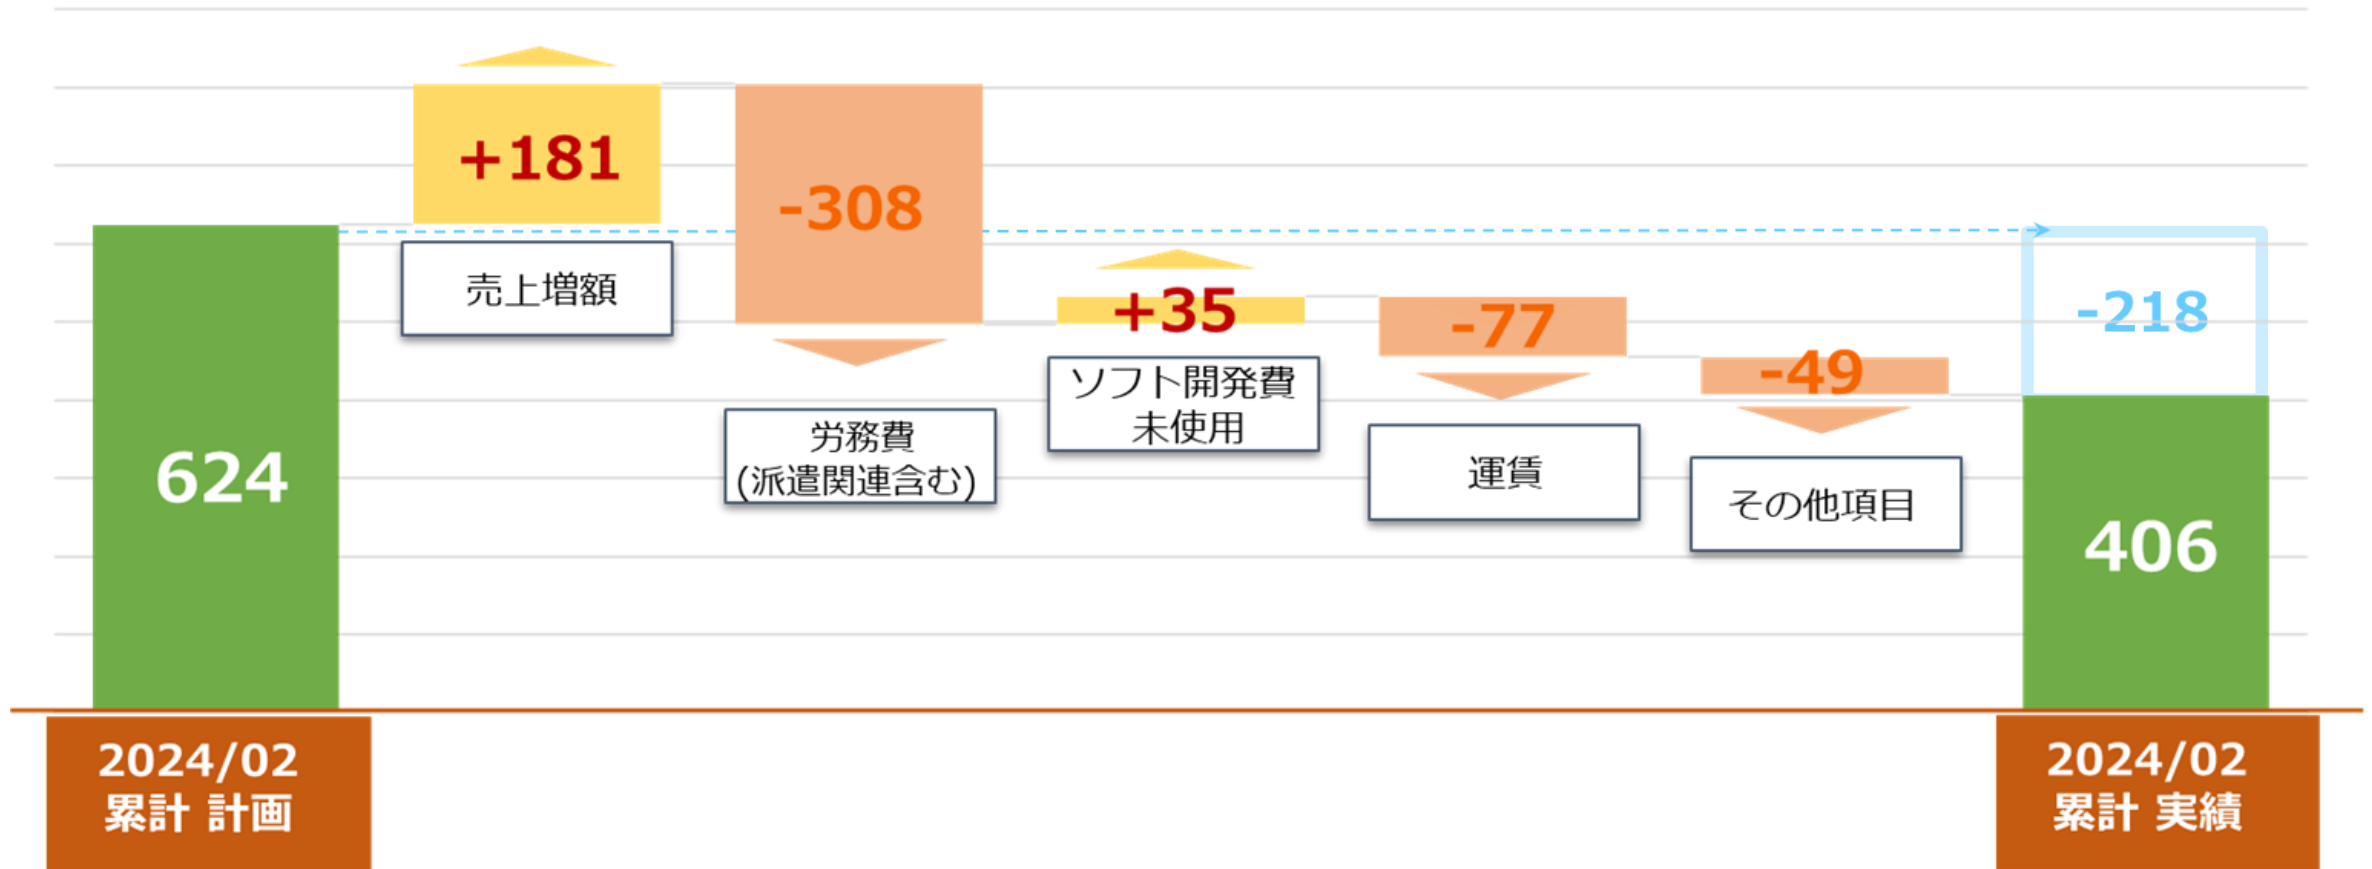 +181
-308
売上増額
+35
-77
-218
-49
ソフト開発費
未使用
労務費
(派遣関連含む)
運賃
その他項目
624
406
2024/02
累計 計画
2024/02
累計 実績